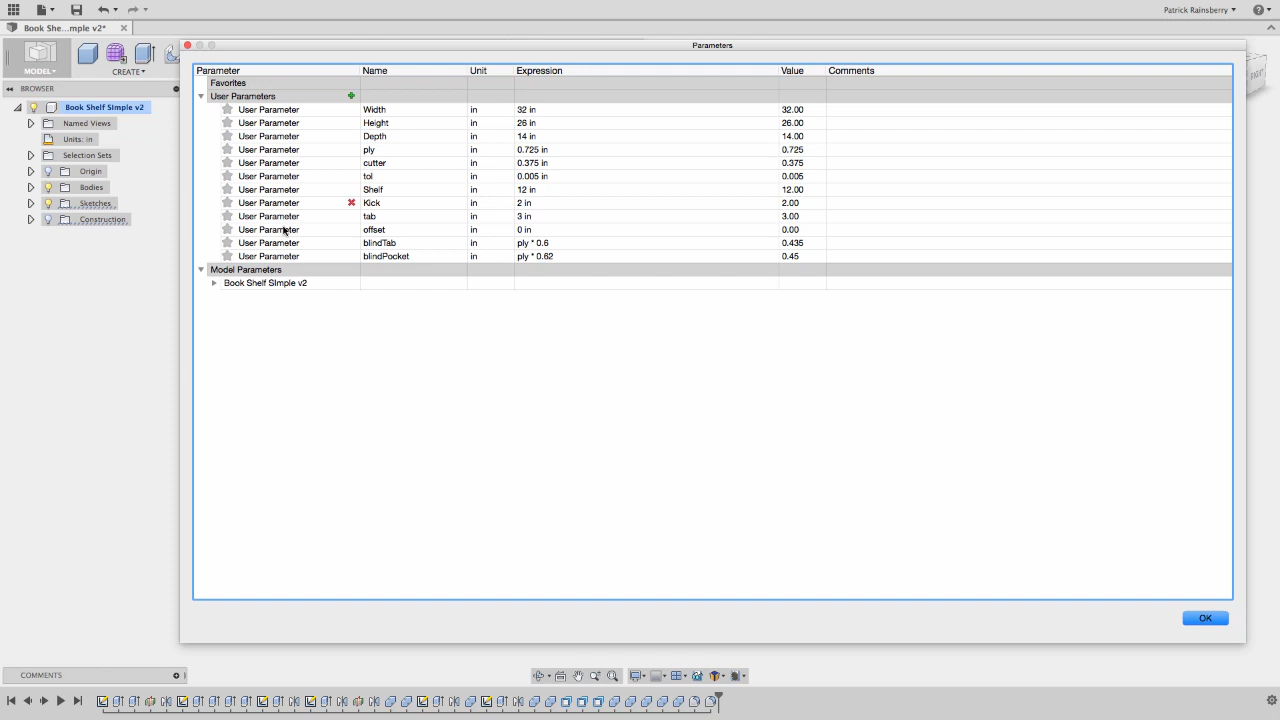 Patrick Rainsberry
Book She...mple v2*
Parameters
MODEL
CREATE
BROWSER
Book Shelf SImple v2
Named Views
Units: in
Selection Sets
Origin
Bodies
Sketches
Construction
Parameter Name Unit Expression Value Comments
Favorites
User Parameters
User Parameter Width in 32 in 32.00
User Parameter Height in 26 in 26.00
User Parameter Depth in 14 in 14.00
User Parameter ply in 0.725 in 0.725
User Parameter cutter in 0.375 in 0.375
User Parameter tol in 0.005 in 0.005
User Parameter Shelf in 12 in 12.00
User Parameter Kick in 2 in 2.00
User Parameter tab in 3 in 3.00
User Parameter offset in 0 in 0.00
User Parameter blindTab in ply * 0.6 0.435
User Parameter blindPocket in ply * 0.62 0.45
Model Parameters
Book Shelf SImple v2
OK
COMMENTS